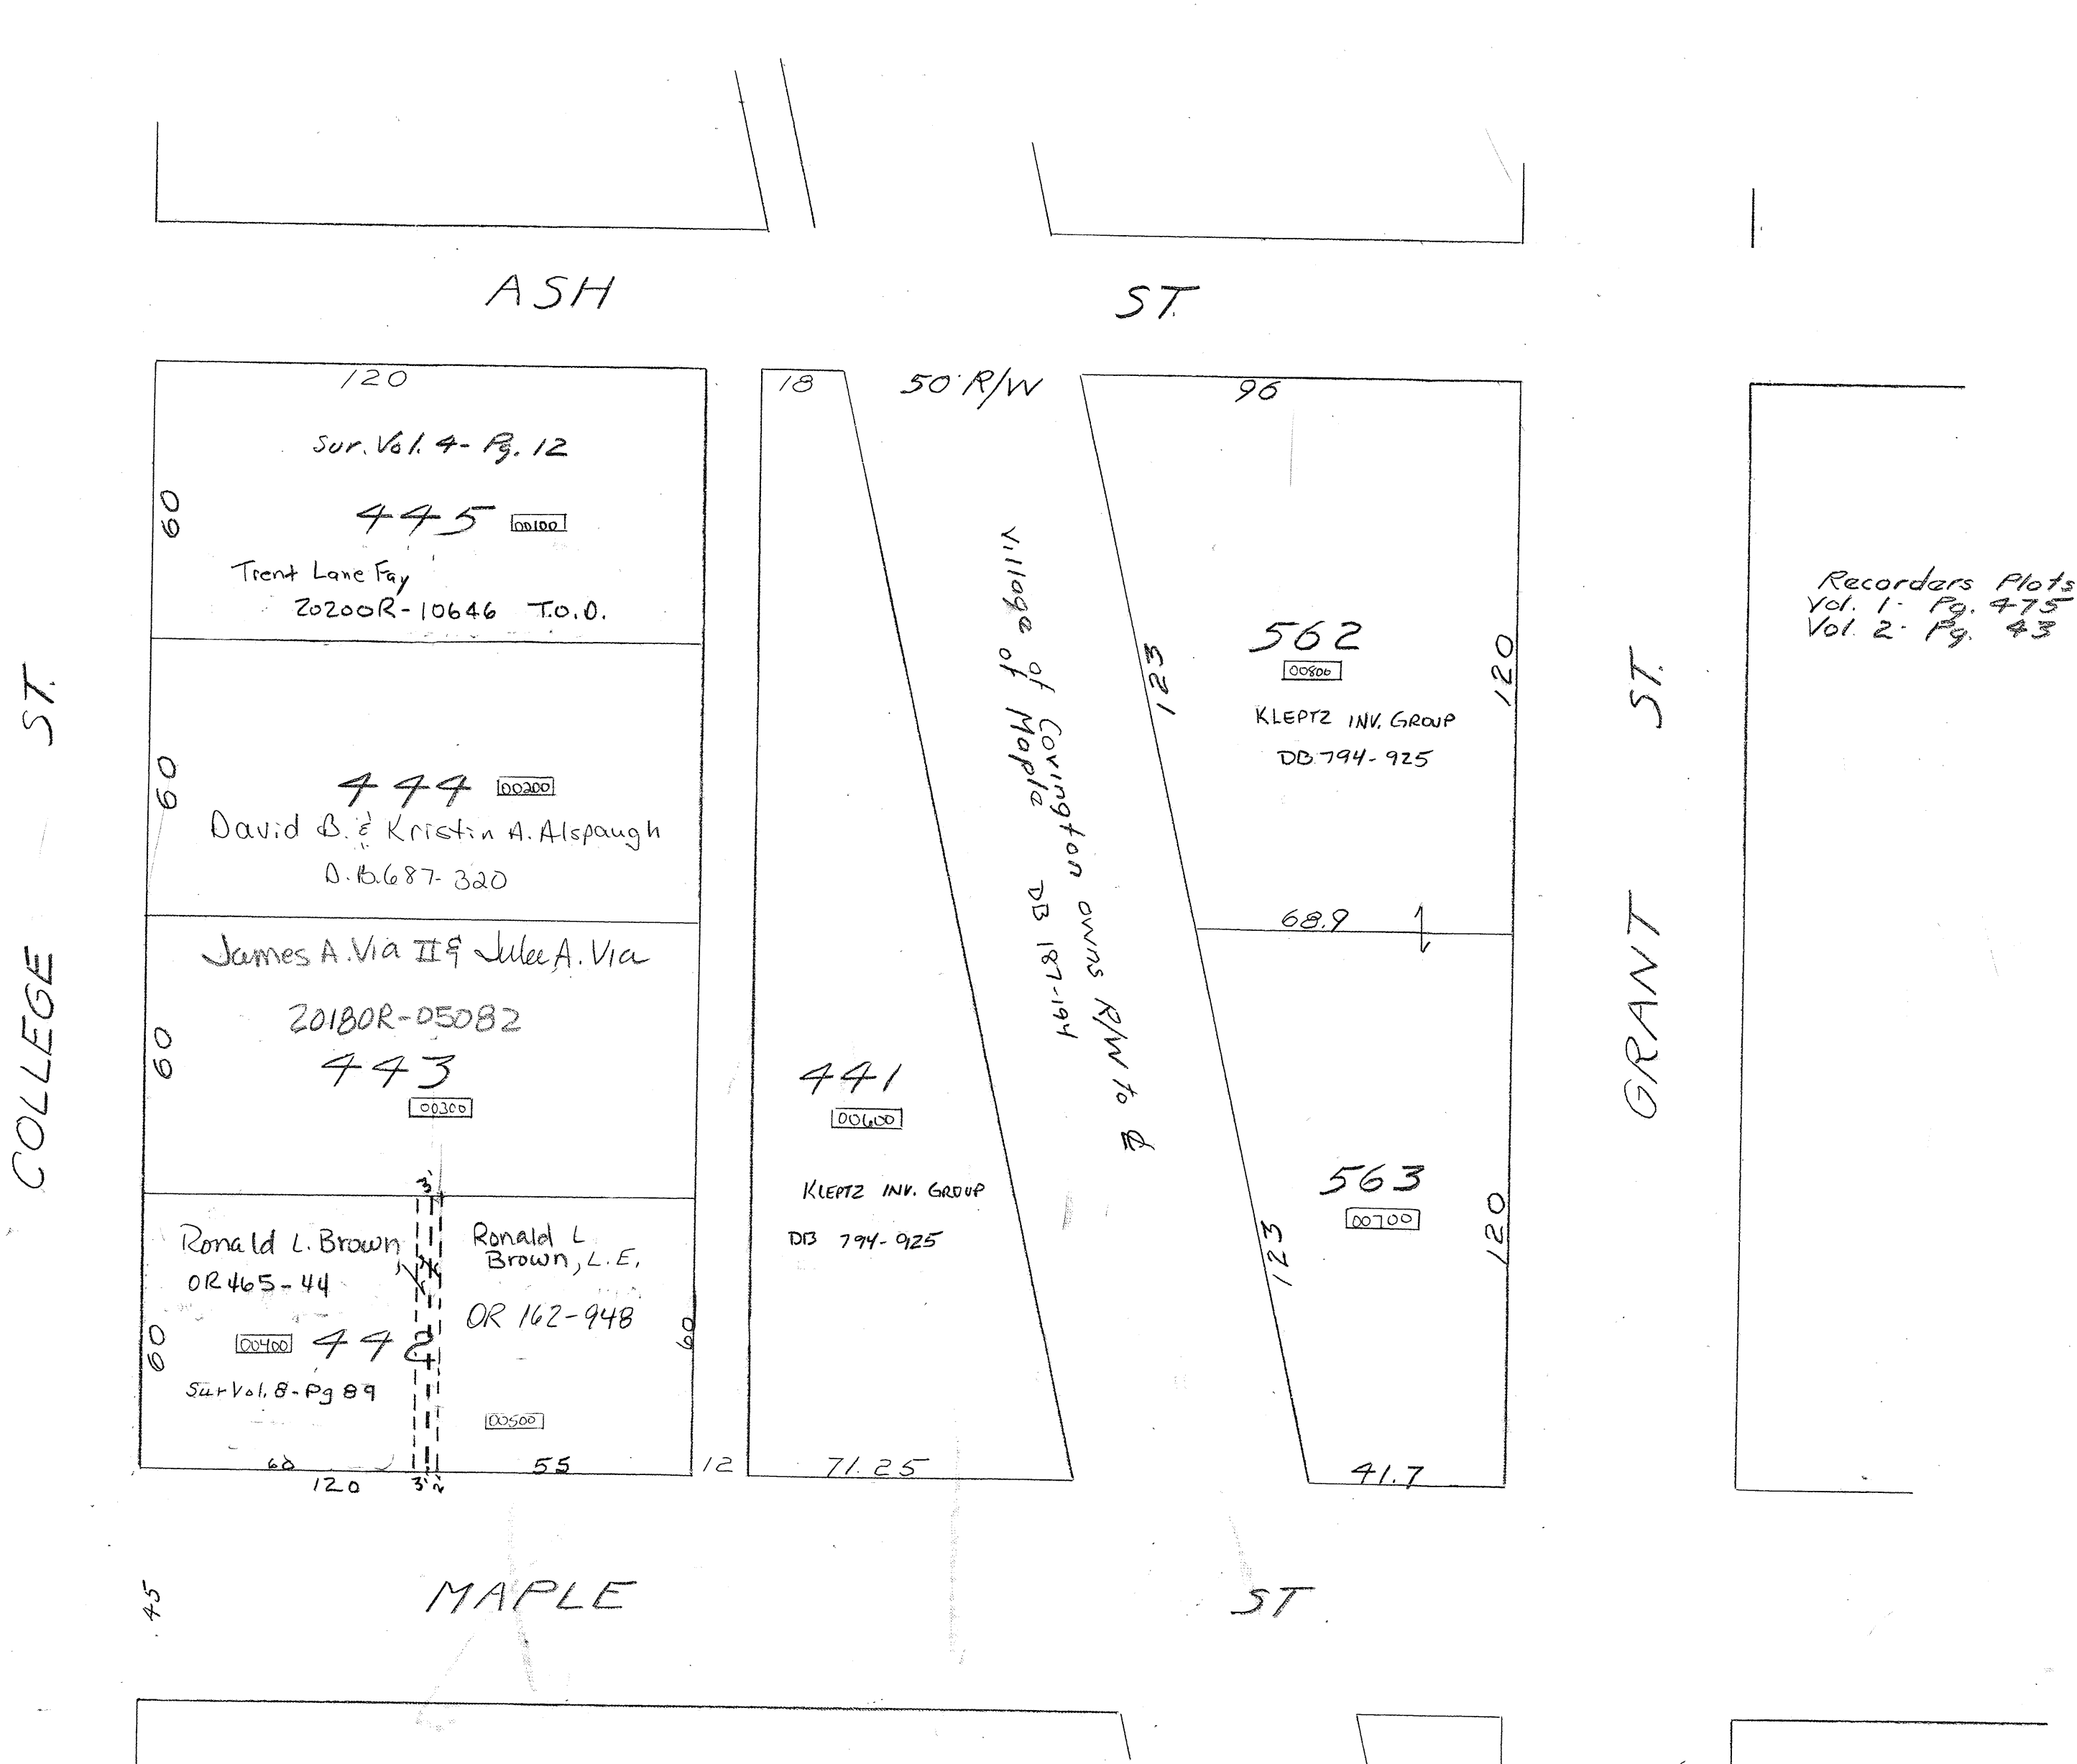 ASH ST.
120
Sur. Vol. 4- Pg. 12
60
445 00100
Trent Lane Fay
20200R-10646 T.O.D.
60
444 00200
David B. & Kristin A. Alspaugh
D.B.687-320
James A. Via II & Julee A. Via
20180R-05082
60
443
00300
3'
Ronald L. Brown
OR 465-44
60
00400 442
Sur Vol. 8-Pg 89
60
120
3' 2'
Ronald L
Brown, L.E.
OR 162-948
60
00500
55
12
18
441
00600
KLEPTZ INV. GROUP
DB 794-925
71.25
50' R/W
Village of Covington owns R/W to
of Maple DB 187-194
96
562
00800
KLEPTZ INV. GROUP
DB 794-925
123
120
68.9
563
00700
123
120
41.7
COLLEGE ST.
GRANT ST.
Recorders Plots
Vol. 1- Pg. 475
Vol. 2- Pg. 43
45
MAPLE ST